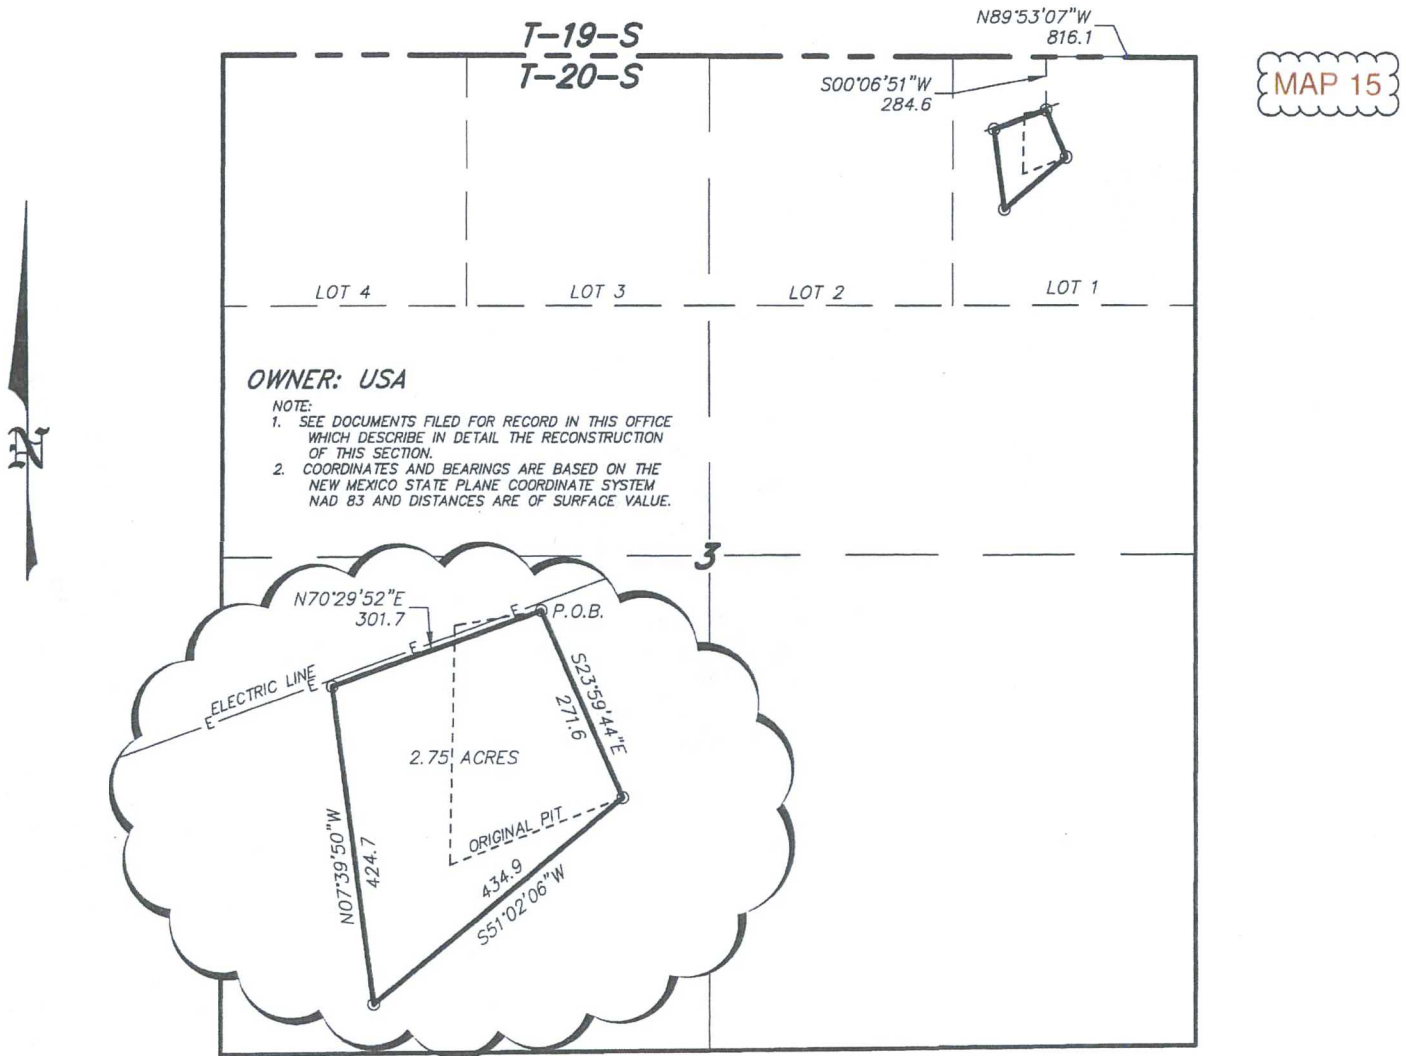 T-19-S
T-20-S
N89°53'07"W
816.1
S00°06'51"W
284.6
MAP 15
LOT 4
LOT 3
LOT 2
LOT 1
OWNER: USA
NOTE:
1. SEE DOCUMENTS FILED FOR RECORD IN THIS OFFICE
WHICH DESCRIBE IN DETAIL THE RECONSTRUCTION
OF THIS SECTION.
2. COORDINATES AND BEARINGS ARE BASED ON THE
NEW MEXICO STATE PLANE COORDINATE SYSTEM
NAD 83 AND DISTANCES ARE OF SURFACE VALUE.
N
3
N70°29'52"E
301.7
E
P.O.B.
E
ELECTRIC LINE
E
E
S23°59'44"E
271.6
2.75 ACRES
ORIGINAL PIT
N07°39'50"W
424.7
434.9
S51°02'06"W